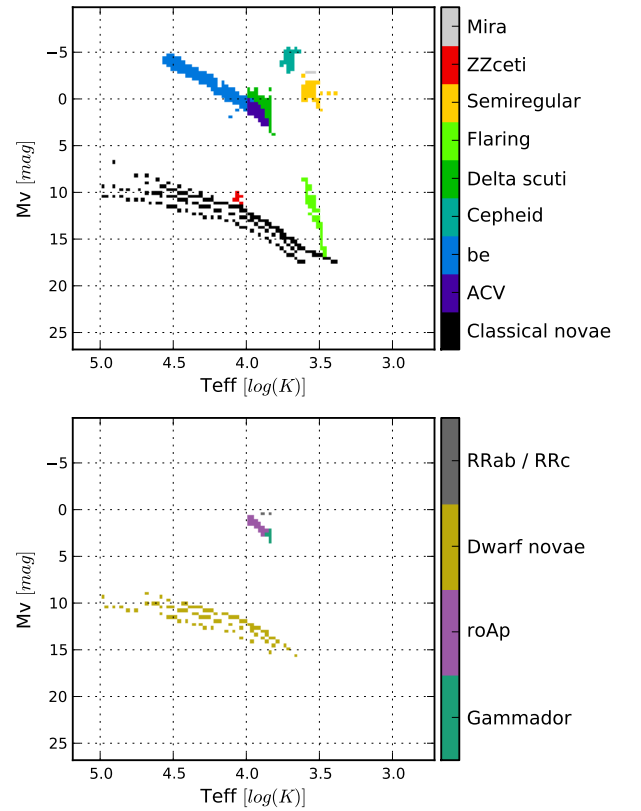 −5
0
5
10
15
20
25
Mv [mag]
5.0 4.5 4.0 3.5 3.0
Teff [log(K)]
Mira
ZZceti
Semiregular
Flaring
Delta scuti
Cepheid
be
ACV
Classical novae
−5
0
5
10
15
20
25
Mv [mag]
5.0 4.5 4.0 3.5 3.0
Teff [log(K)]
RRab / RRc
Dwarf novae
roAp
Gammador